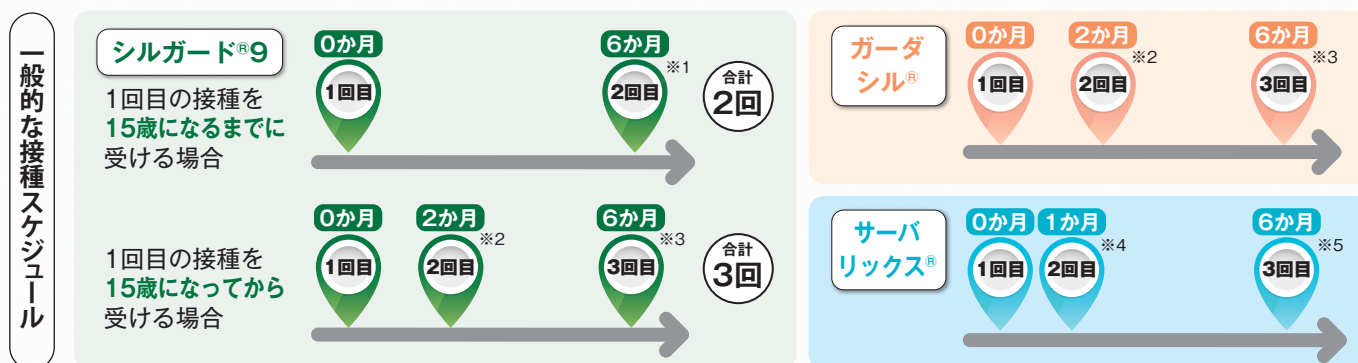 一般的な接種スケジュール
シルガード®9
1回目の接種を
15歳になるまでに
受ける場合
0か月
1回目
6か月
2回目
※1
合計
2回
1回目の接種を
15歳になってから
受ける場合
0か月
1回目
2か月
2回目
※2
6か月
3回目
※3
合計
3回
ガーダ
シル®
0か月
1回目
2か月
2回目
※2
6か月
3回目
※3
サーバ
リックス®
0か月
1回目
1か月
2回目
※4
6か月
3回目
※5